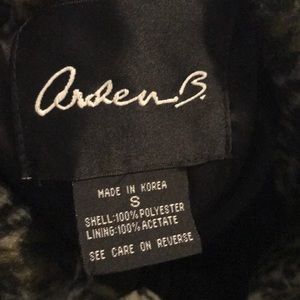 Arden B.
MADE IN KOREA
S
SHELL:100% POLYESTER
LINING:100% ACETATE
SEE CARE ON REVERSE